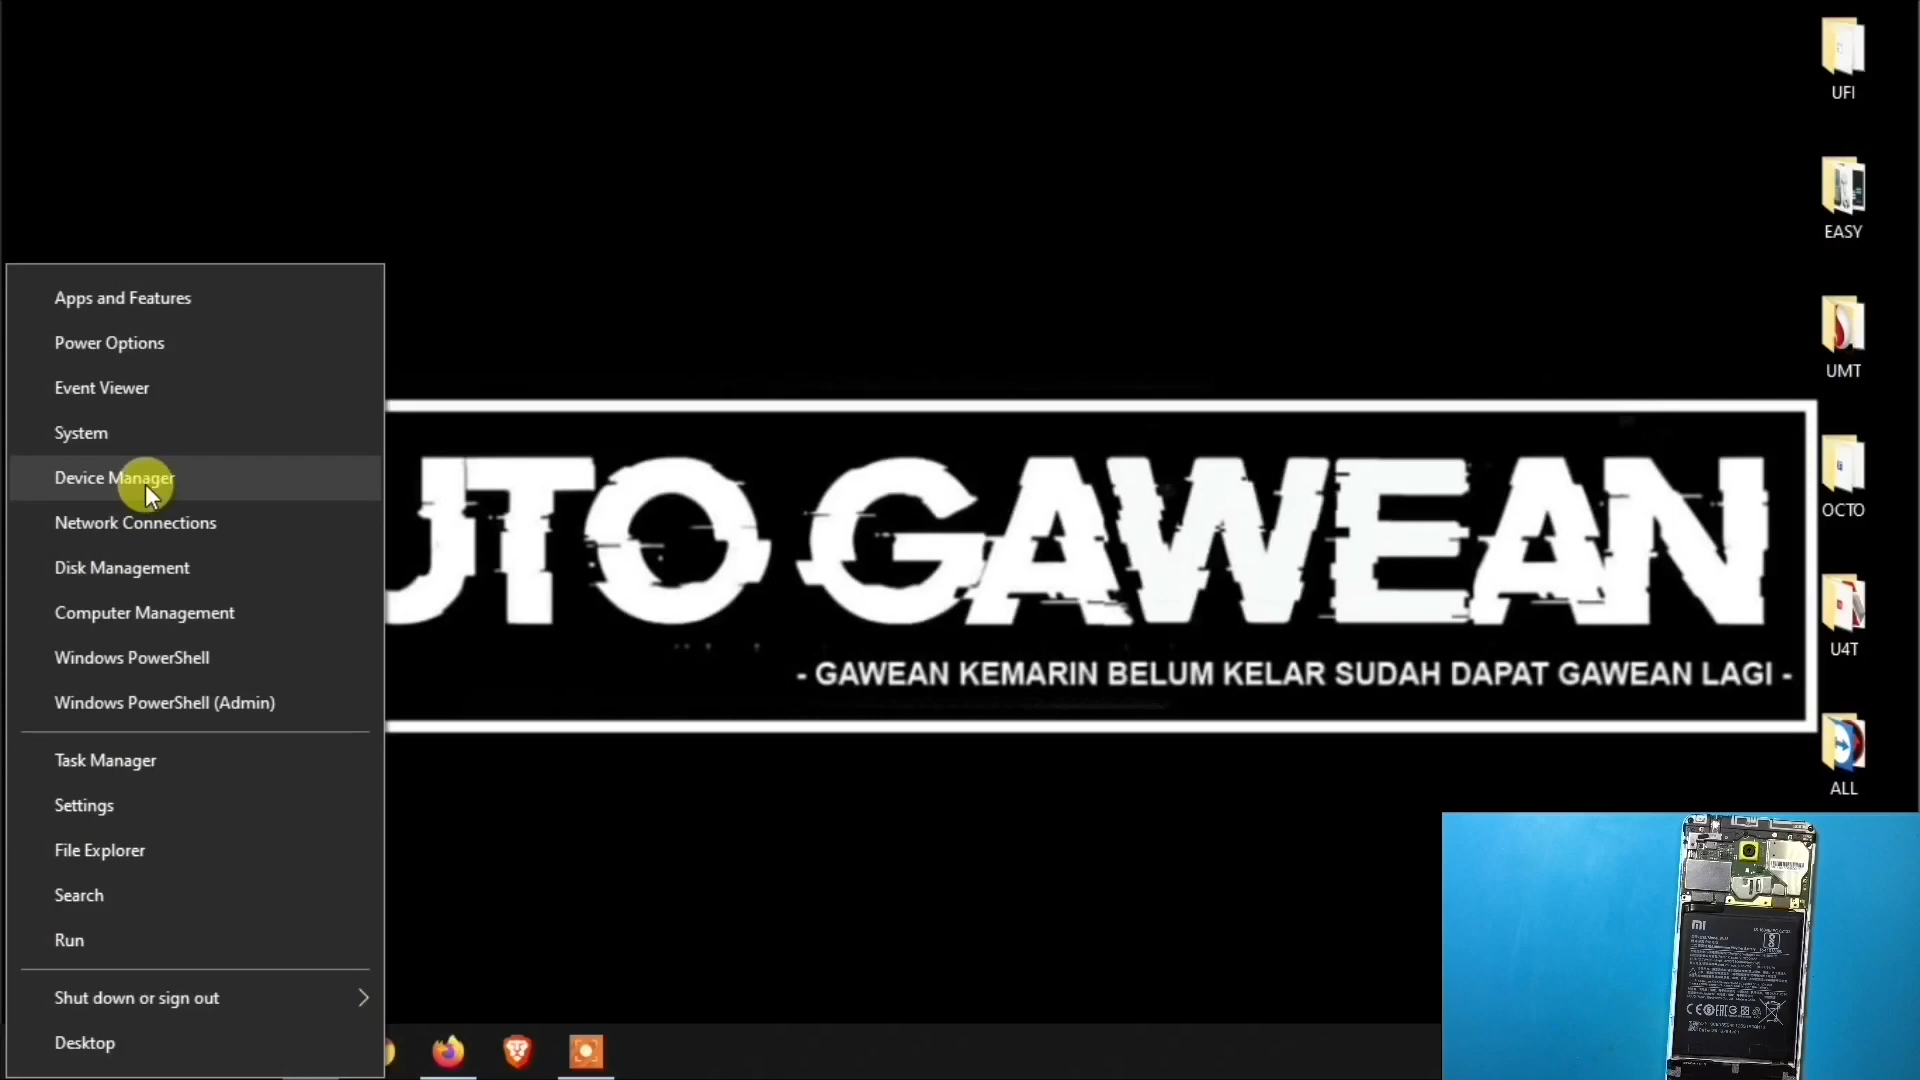 Apps and Features
Power Options
Event Viewer
System
Device Manager
Network Connections
Disk Management
Computer Management
Windows PowerShell
Windows PowerShell (Admin)
Task Manager
Settings
File Explorer
Search
Run
Shut down or sign out
Desktop
UTO GAWEAN
- GAWEAN KEMARIN BELUM KELAR SUDAH DAPAT GAWEAN LAGI -
UFI
EASY
UMT
OCTO
U4T
ALL